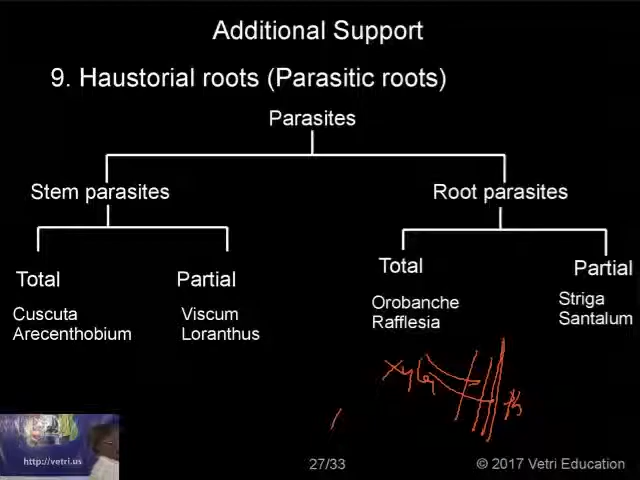 Additional Support
9. Haustorial roots (Parasitic roots)
Parasites
Stem parasites
Root parasites
Total
Partial
Total
Partial
Cuscuta
Arecenthobium
Viscum
Loranthus
Orobanche
Rafflesia
Striga
Santalum
http://vetri.us
27/33
© 2017 Vetri Education